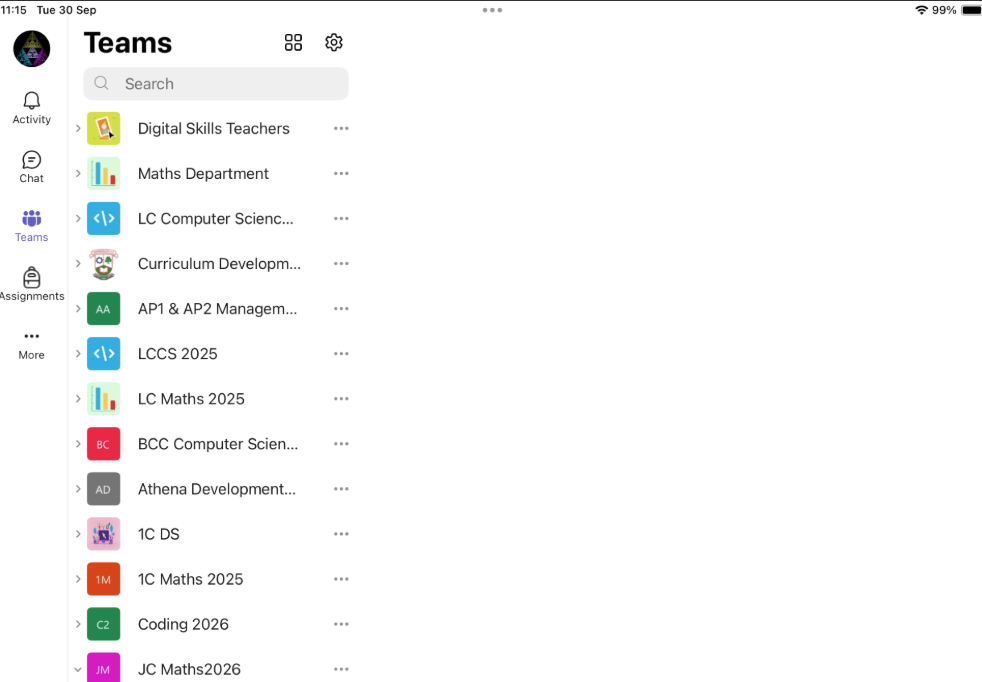 11:15 Tue 30 Sep
99%
Teams
Search
Activity
Chat
Teams
Assignments
More
Digital Skills Teachers
Maths Department
LC Computer Scienc...
Curriculum Developm...
AA AP1 & AP2 Managem...
LCCS 2025
LC Maths 2025
BC BCC Computer Scien...
AD Athena Development...
1C DS
1M 1C Maths 2025
C2 Coding 2026
JM JC Maths2026